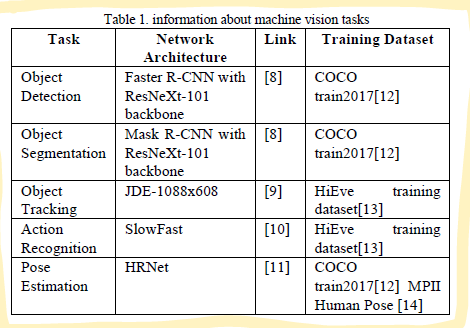 Table 1. information about machine vision tasks
Task Network Architecture Link Training Dataset
Object Detection Faster R-CNN with ResNeXt-101 backbone [8] COCO train2017[12]
Object Segmentation Mask R-CNN with ResNeXt-101 backbone [8] COCO train2017[12]
Object Tracking JDE-1088x608 [9] HiEve training dataset[13]
Action Recognition SlowFast [10] HiEve training dataset[13]
Pose Estimation HRNet [11] COCO train2017[12] MPII Human Pose [14]